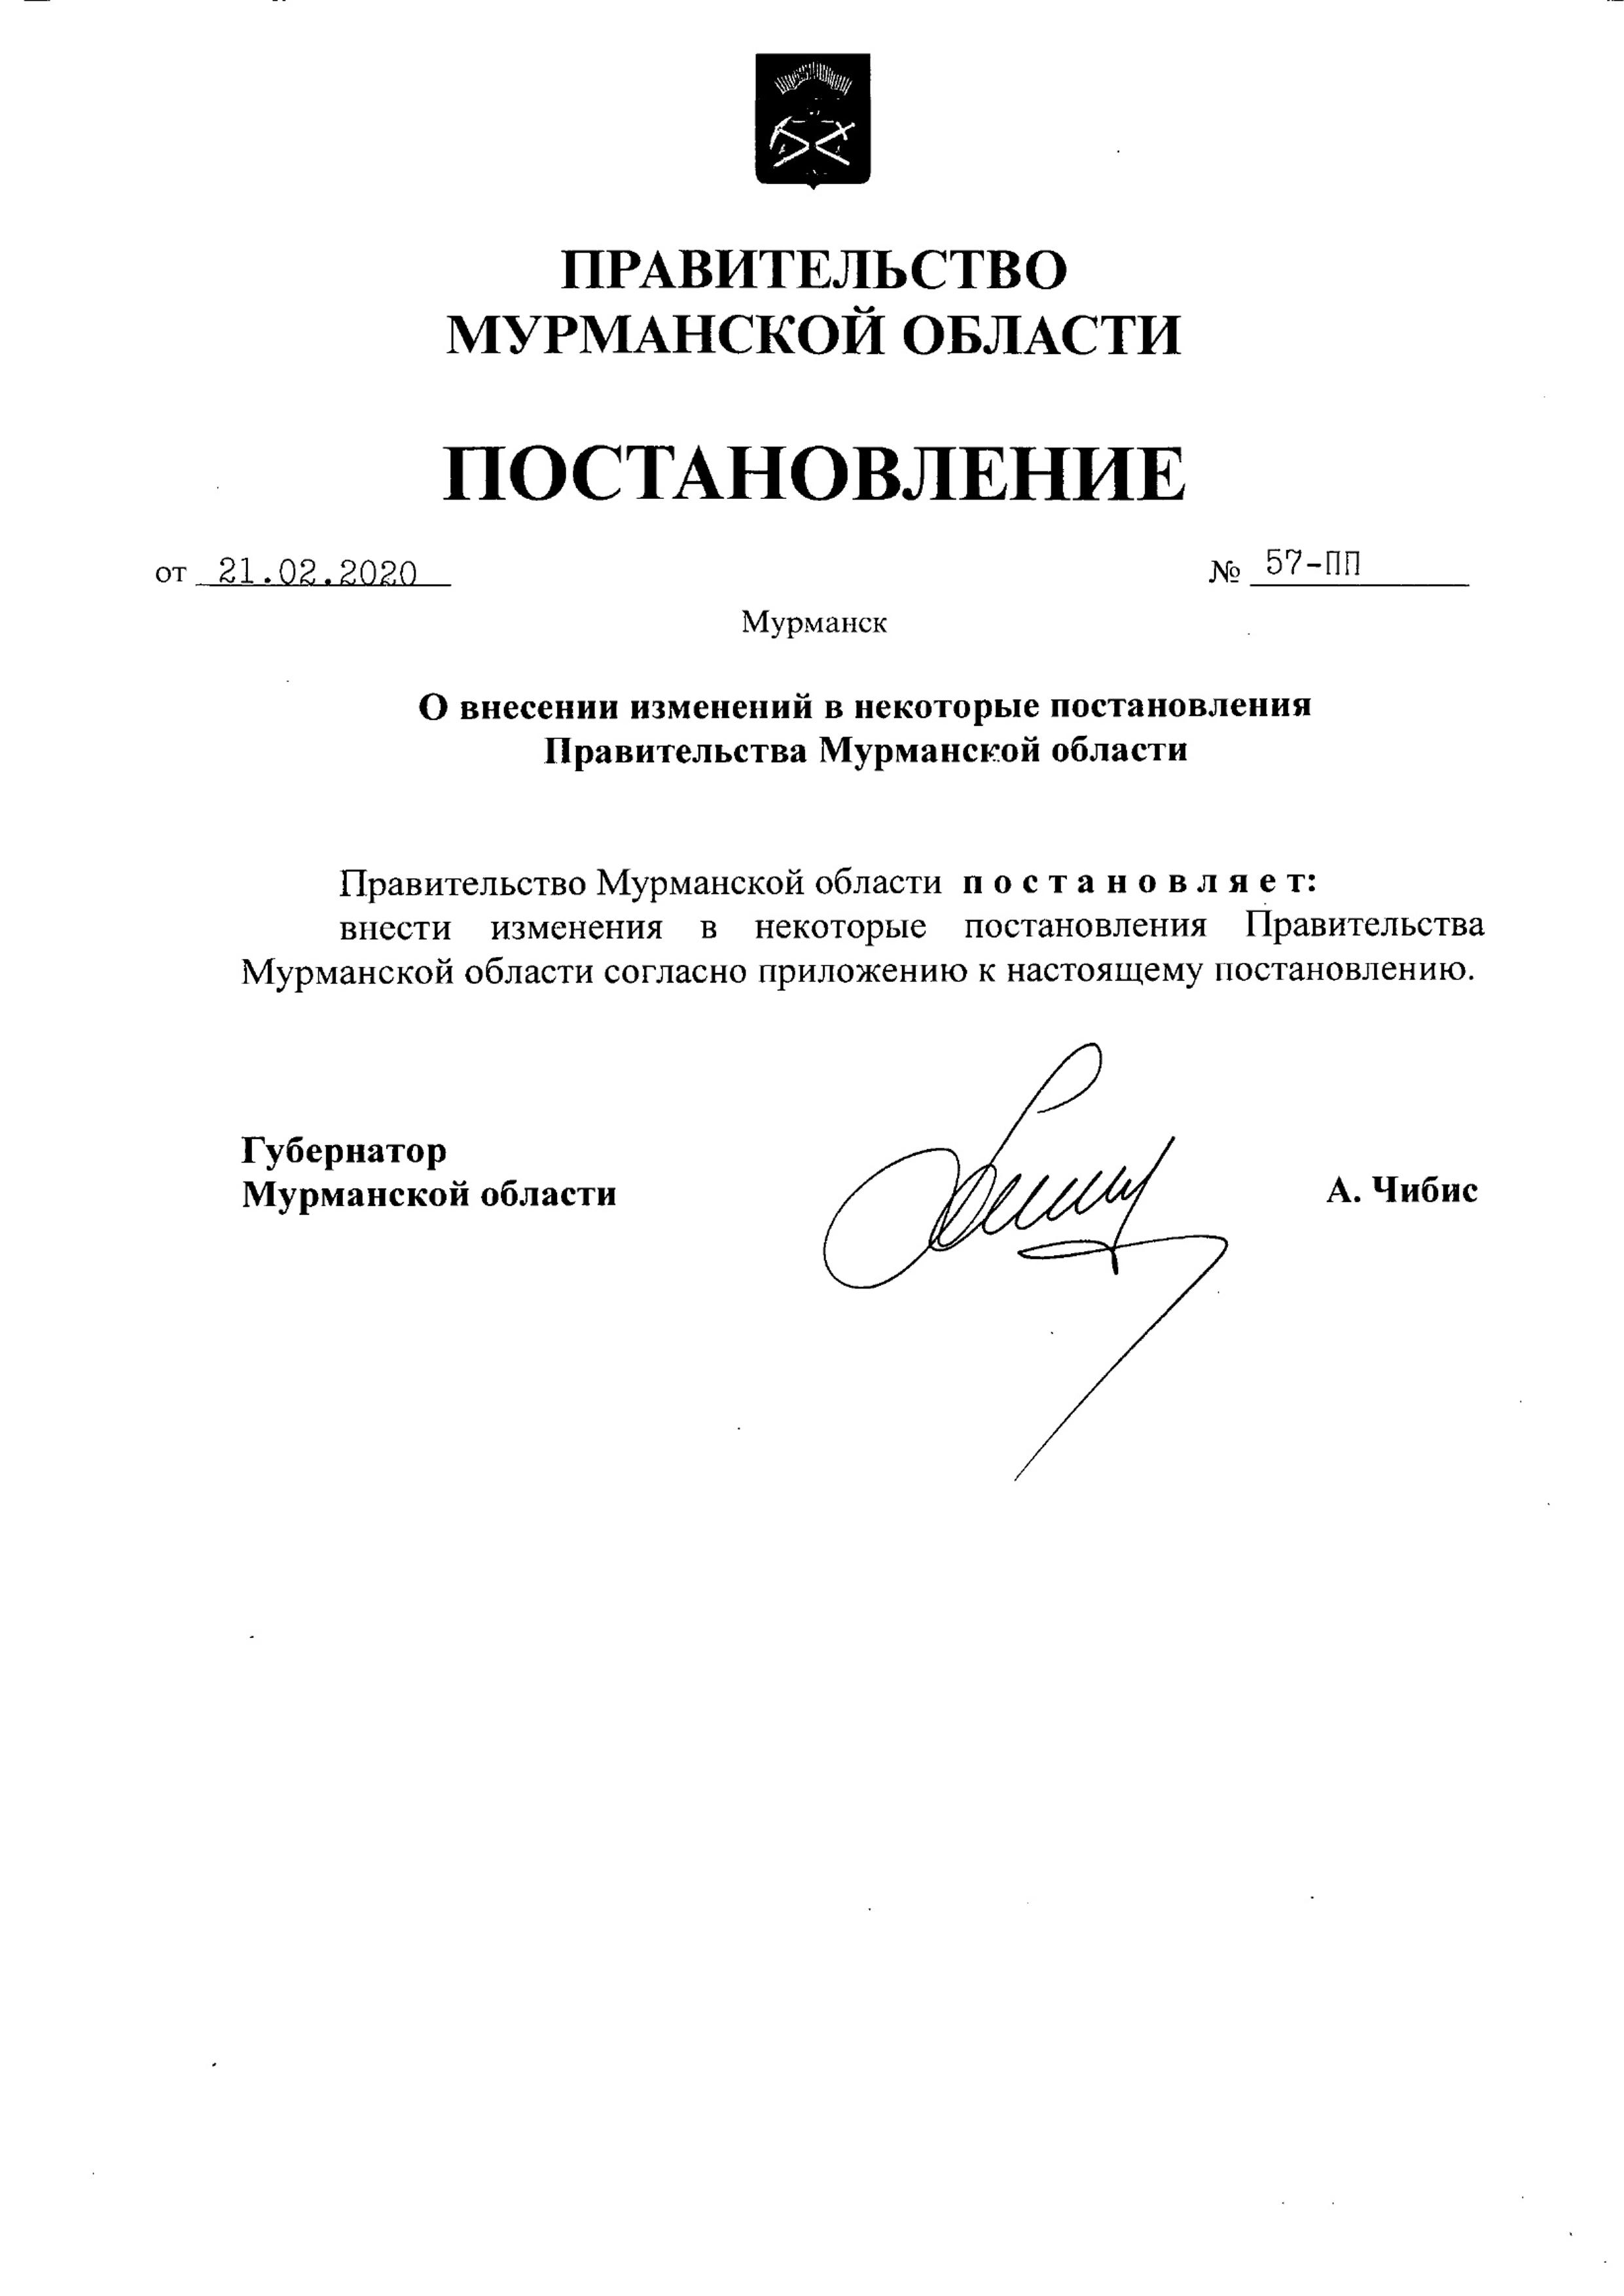 ПРАВИТЕЛЬСТВО
МУРМАНСКОЙ ОБЛАСТИ
ПОСТАНОВЛЕНИЕ
от 21.02.2020 № 57-ПП
Мурманск
О внесении изменений в некоторые постановления
Правительства Мурманской области
Правительство Мурманской области п о с т а н о в л я е т:
внести изменения в некоторые постановления Правительства
Мурманской области согласно приложению к настоящему постановлению.
Губернатор
Мурманской области А. Чибис